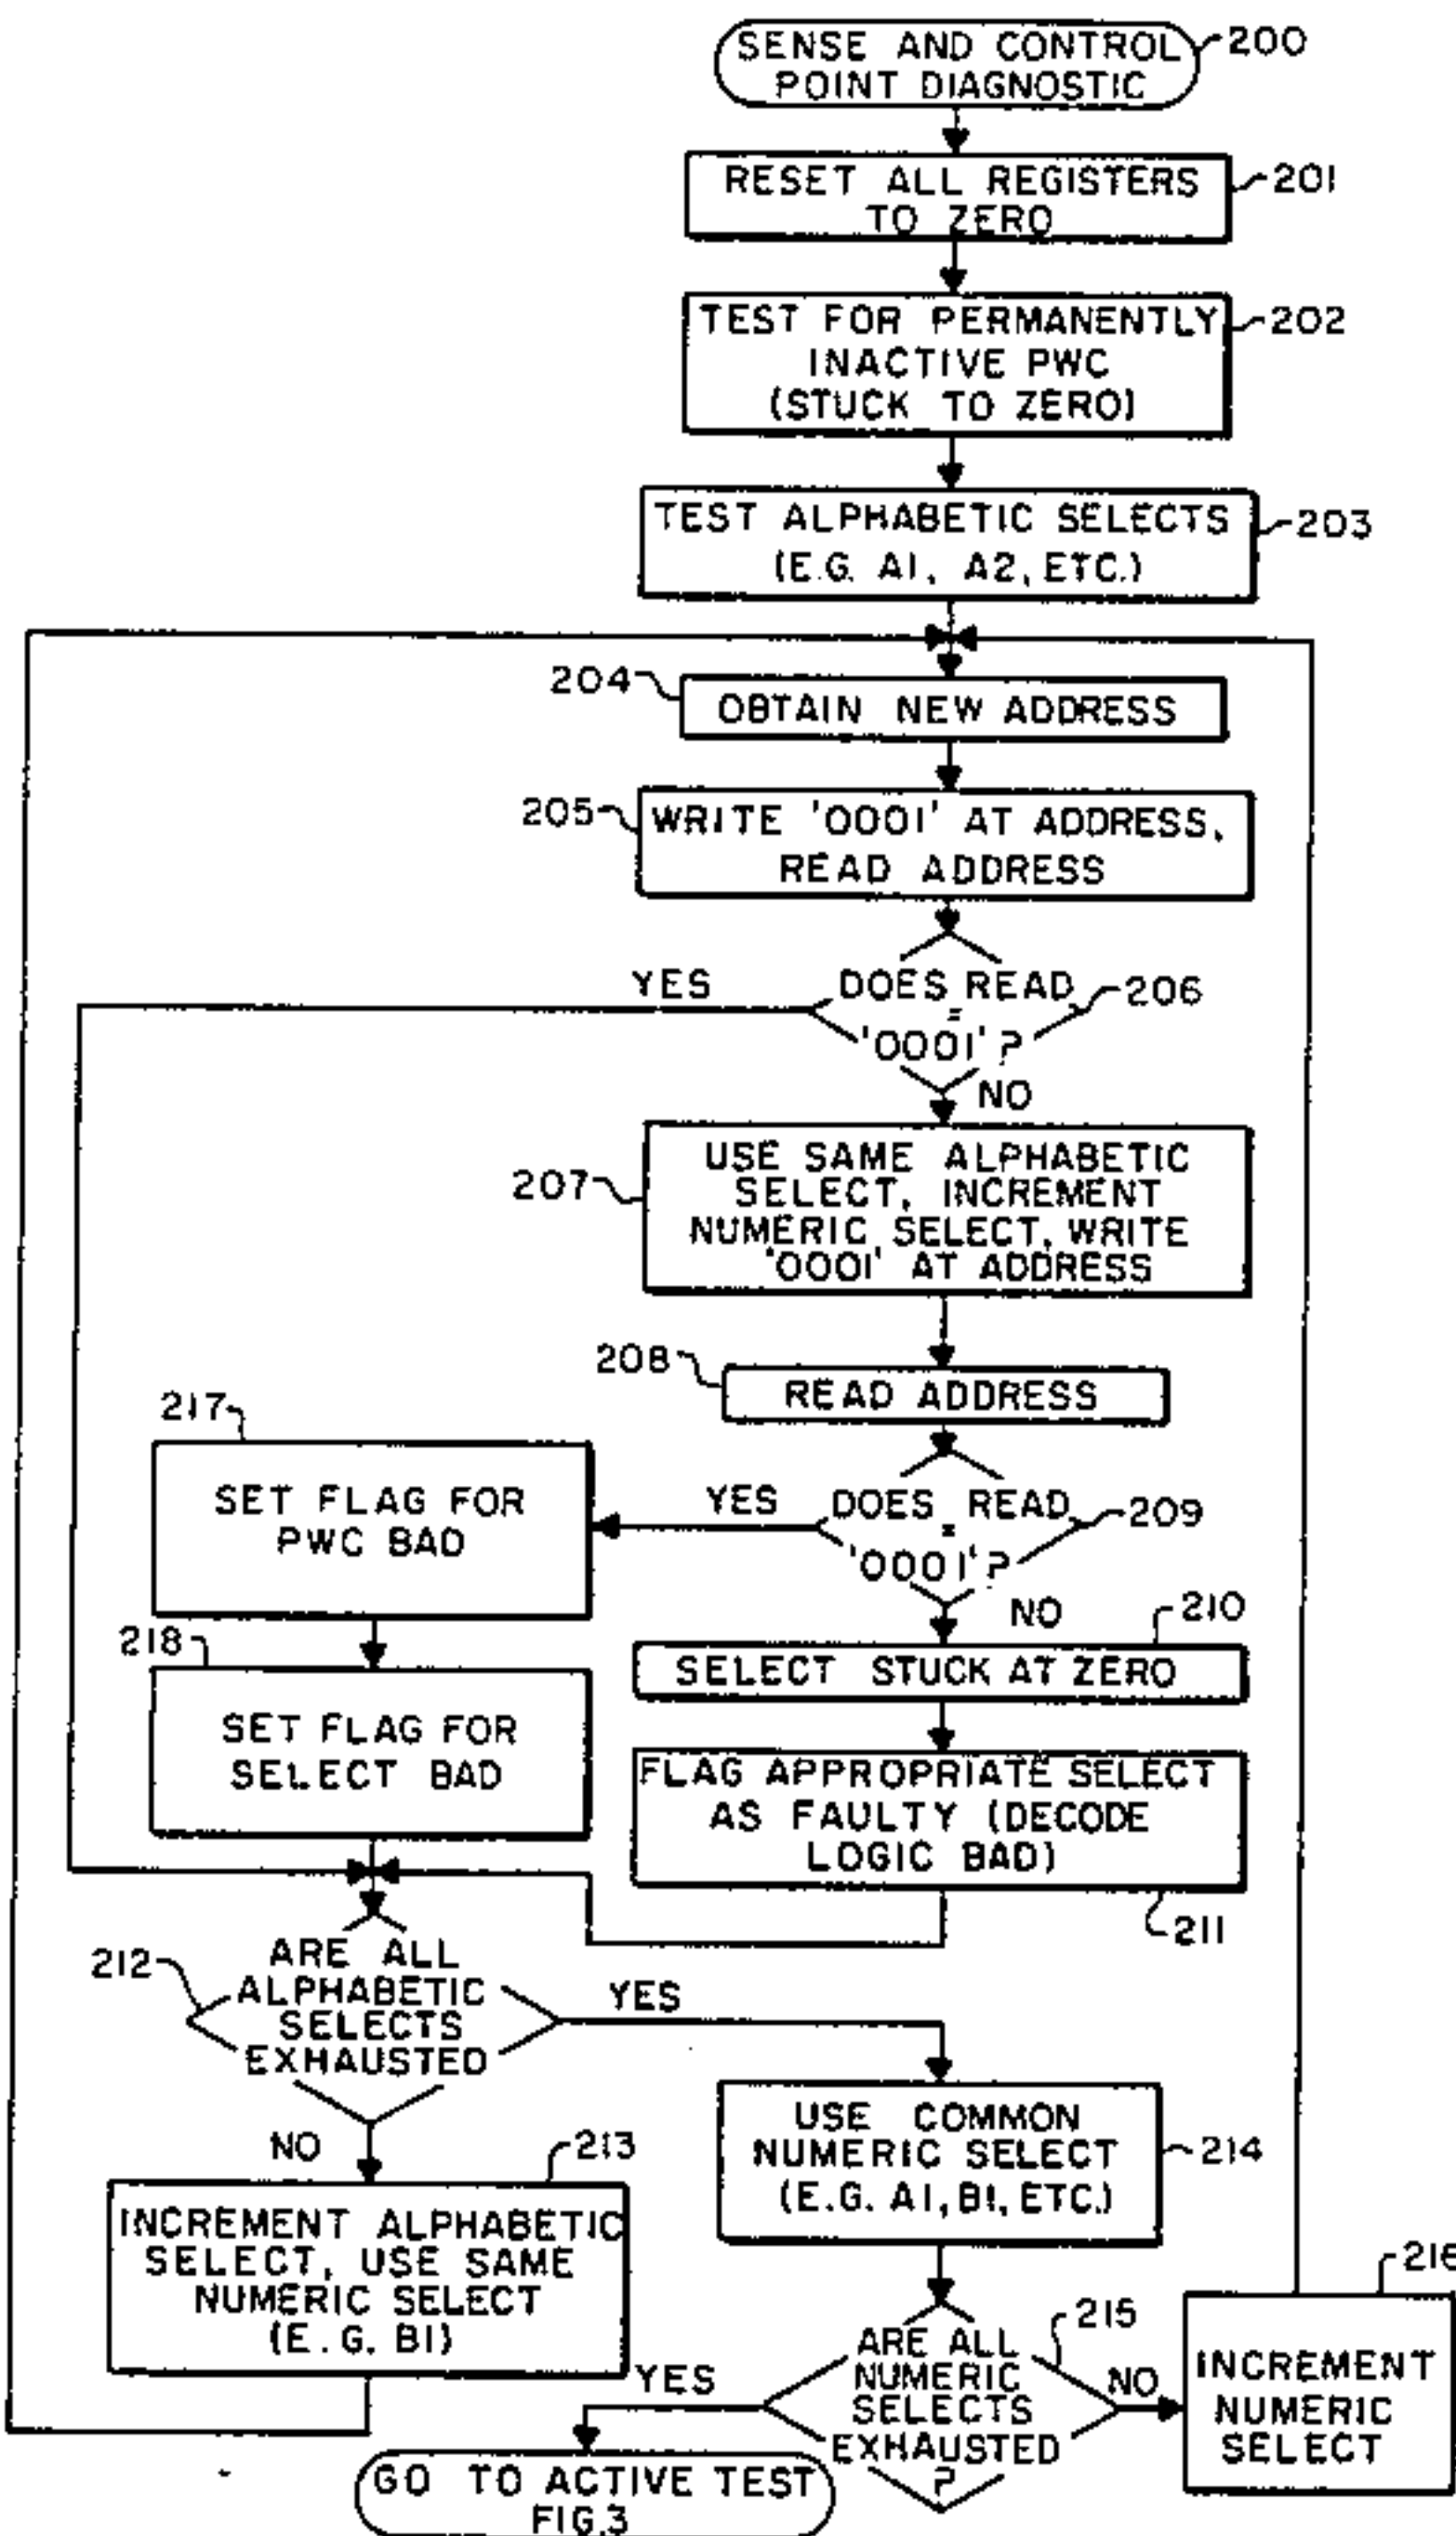 SENSE AND CONTROL
POINT DIAGNOSTIC
200
RESET ALL REGISTERS
TO ZERO
201
TEST FOR PERMANENTLY
INACTIVE PWC
(STUCK TO ZERO)
202
TEST ALPHABETIC SELECTS
(E.G. A1, A2, ETC.)
203
204
OBTAIN NEW ADDRESS
205
WRITE '0001' AT ADDRESS,
READ ADDRESS
YES
DOES READ
=
'0001' ?
206
NO
207
USE SAME ALPHABETIC
SELECT, INCREMENT
NUMERIC SELECT, WRITE
'0001' AT ADDRESS
208
READ ADDRESS
217
SET FLAG FOR
PWC BAD
YES
DOES READ
=
'0001' ?
209
NO
210
SELECT STUCK AT ZERO
218
SET FLAG FOR
SELECT BAD
FLAG APPROPRIATE SELECT
AS FAULTY (DECODE
LOGIC BAD)
211
212
ARE ALL
ALPHABETIC
SELECTS
EXHAUSTED
YES
NO
213
INCREMENT ALPHABETIC
SELECT, USE SAME
NUMERIC SELECT
(E.G. B1)
USE COMMON
NUMERIC SELECT
(E.G. A1, B1, ETC.)
214
215
ARE ALL
NUMERIC
SELECTS
EXHAUSTED
?
YES
NO
216
INCREMENT
NUMERIC
SELECT
GO TO ACTIVE TEST
FIG.3